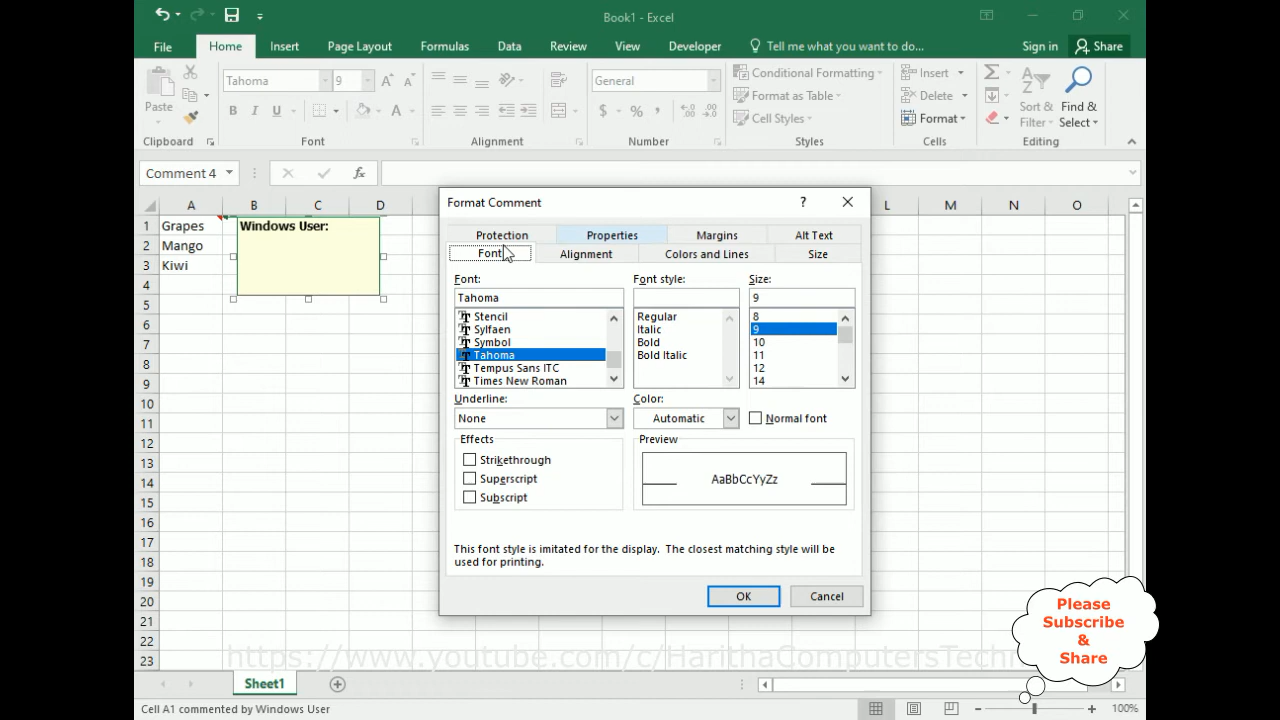 Book1 - Excel
File Home Insert Page Layout Formulas Data Review View Developer Tell me what you want to do... Sign in Share
Paste
Tahoma 9
B I U A
General
$ % ,
Conditional Formatting
Format as Table
Cell Styles
Insert
Delete
Format
Sort & Filter
Find & Select
Clipboard Font Alignment Number Styles Cells Editing
Comment 4 fx
A B C D L M N O
1 Grapes
2 Mango
3 Kiwi
4
5
6
7
8
9
10
11
12
13
14
15
16
17
18
19
20
21
22
23
Windows User:
Format Comment ?
Protection Properties Margins Alt Text
Font Alignment Colors and Lines Size
Font: Font style: Size:
Tahoma 9
Stencil Regular 8
Sylfaen Italic 9
Symbol Bold 10
Tahoma Bold Italic 11
Tempus Sans ITC 12
Times New Roman 14
Underline: Color:
None Automatic Normal font
Effects Preview
Strikethrough
Superscript
Subscript
AaBbCcYyZz
This font style is imitated for the display. The closest matching style will be
used for printing.
OK Cancel
Please
Subscribe
&
Share
https://www.youtube.com/c/HarithaComputersTech
Sheet1
Cell A1 commented by Windows User 100%